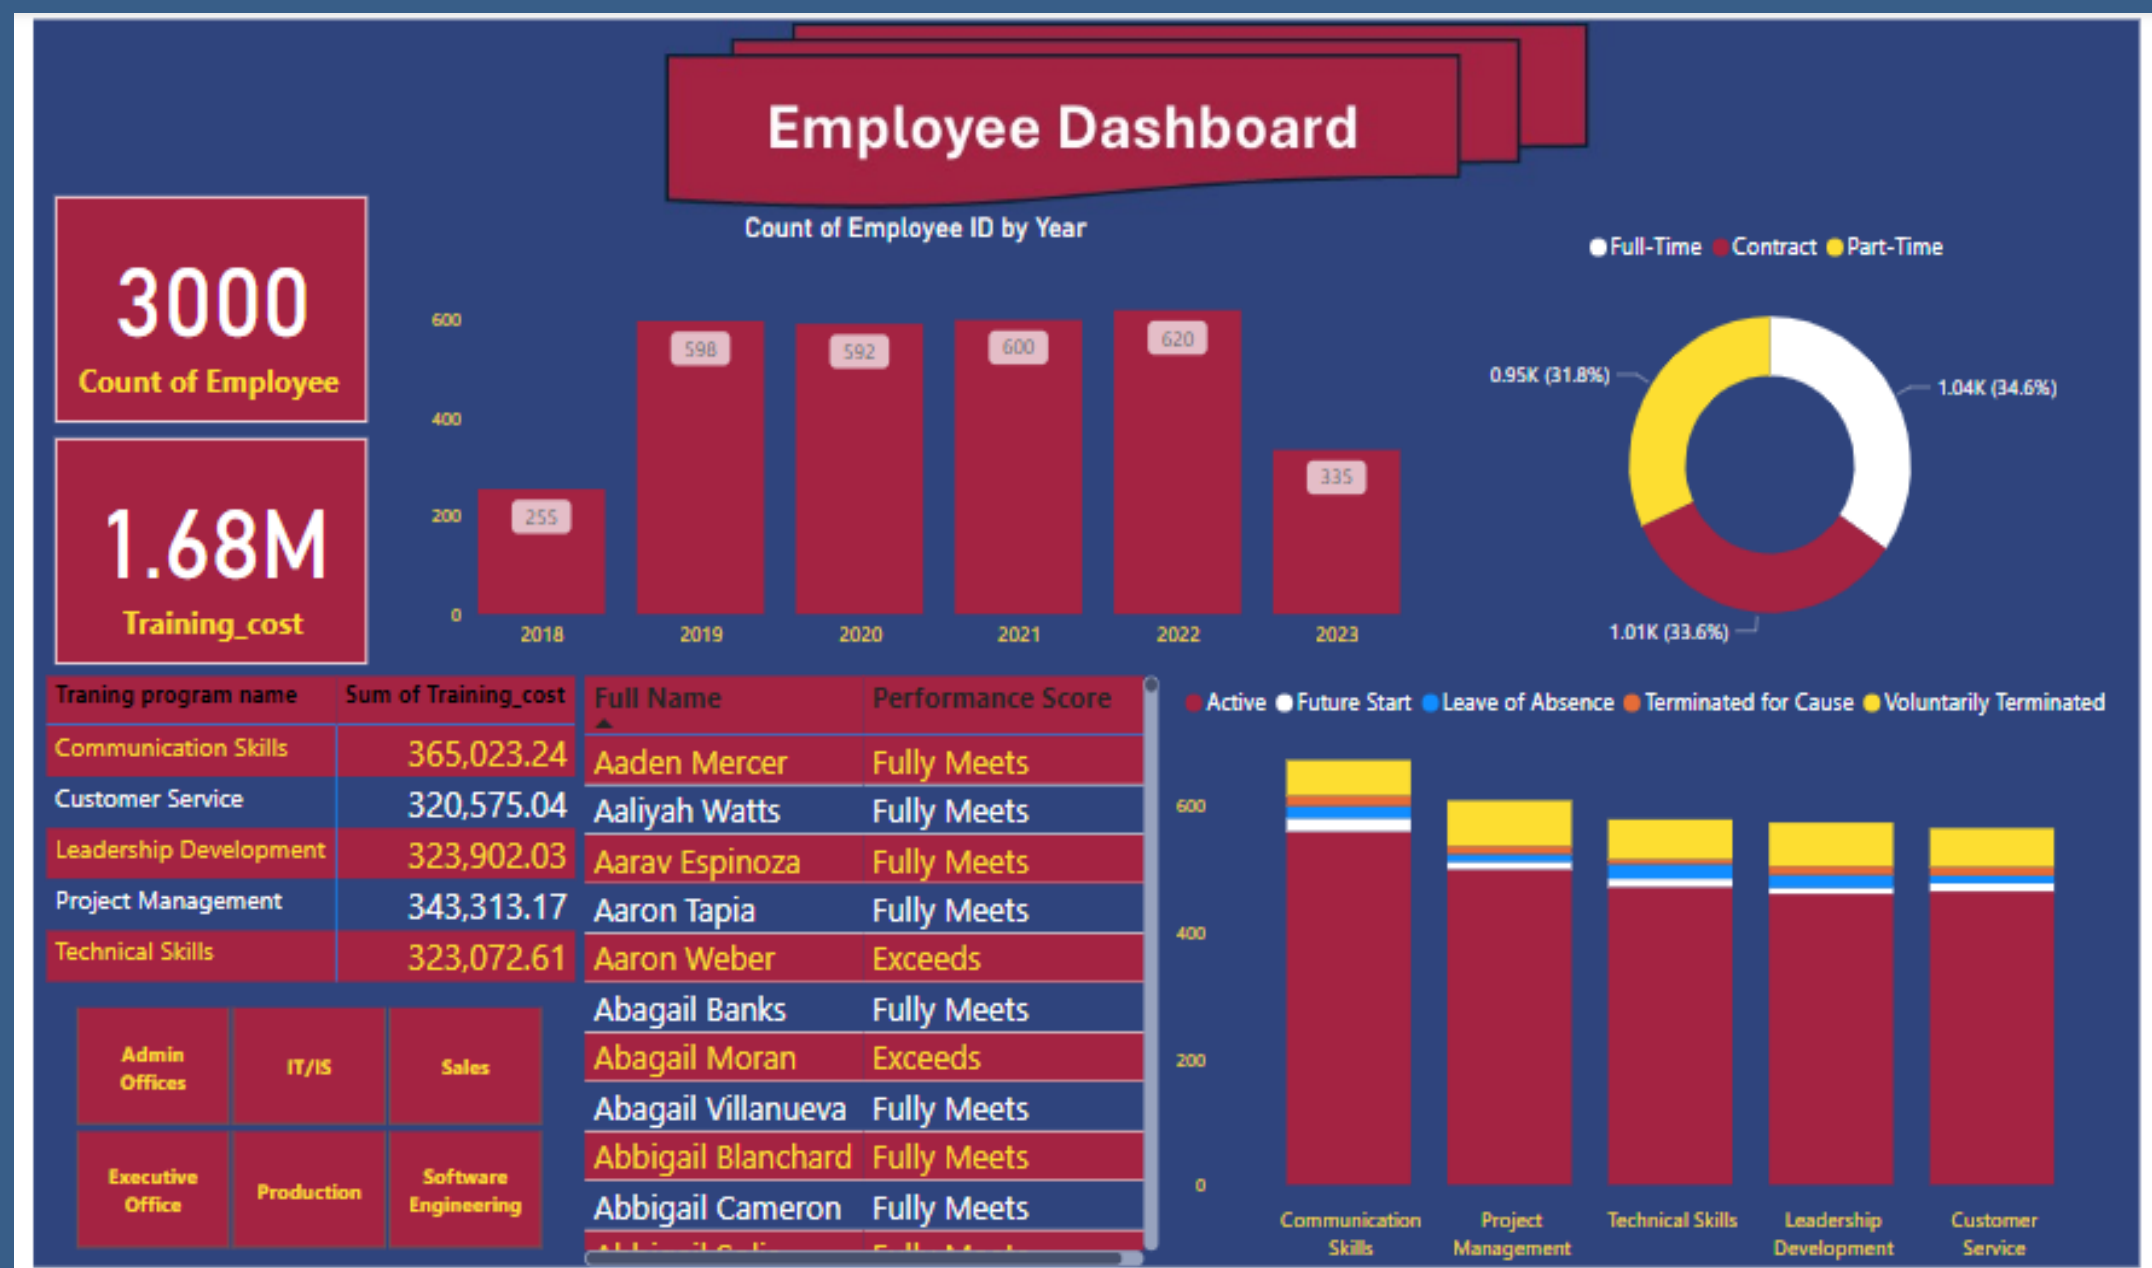 Employee Dashboard
3000
Count of Employee
1.68M
Training_cost
Count of Employee ID by Year
600
400
200
0
598
592
600
620
335
255
2018 2019 2020 2021 2022 2023
Full-Time Contract Part-Time
0.95K (31.8%)
1.04K (34.6%)
1.01K (33.6%)
Traning program name Sum of Training_cost
Communication Skills 365,023.24
Customer Service 320,575.04
Leadership Development 323,902.03
Project Management 343,313.17
Technical Skills 323,072.61
Admin
Offices
IT/IS
Sales
Executive
Office
Production
Software
Engineering
Full Name Performance Score
Aaden Mercer Fully Meets
Aaliyah Watts Fully Meets
Aarav Espinoza Fully Meets
Aaron Tapia Fully Meets
Aaron Weber Exceeds
Abagail Banks Fully Meets
Abagail Moran Exceeds
Abagail Villanueva Fully Meets
Abbigail Blanchard Fully Meets
Abbigail Cameron Fully Meets
Active Future Start Leave of Absence Terminated for Cause Voluntarily Terminated
600
400
200
0
Communication
Skills
Project
Management
Technical Skills
Leadership
Development
Customer
Service